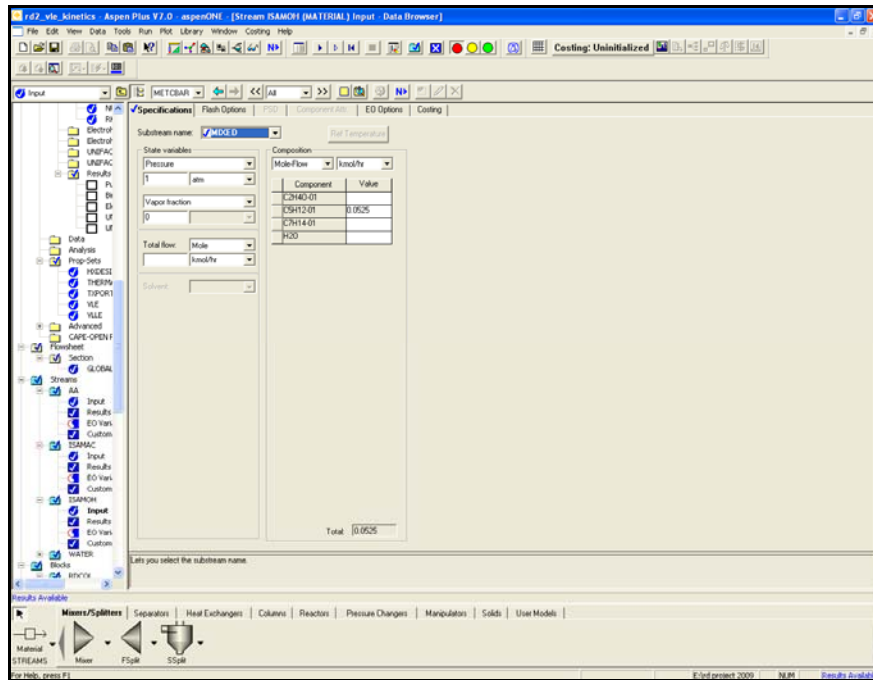 rd2_vle_kinetics - Aspen Plus V7.0 - aspenONE - [Stream ISAMOH (MATERIAL) Input - Data Browser]
File Edit View Data Tools Run Plot Library Window Costing Help
Costing: Uninitialized
Input
METCBAR
All
N>
Specifications Flash Options PSD Component Attr. EO Options Costing
Substream name: MIXED Ref Temperature
State variables
Pressure
1 atm
Vapor fraction
0
Total flow: Mole
kmol/hr
Solvent:
Composition
Mole-Flow kmol/hr
Component Value
C2H4O-01
C5H12-01 0.0525
C7H14-01
H2O
Total: 0.0525
Electrol
Electrol
UNIFAC
UNIFAC
Results
Data
Analysis
Prop-Sets
HXDESI
THERMA
TXPORT
VLE
VLLE
Advanced
CAPE-OPEN F
Flowsheet
Section
GLOBAL
Streams
AA
Input
Results
EO Vari
Custom
ISAMAC
Input
Results
EO Vari
Custom
ISAMOH
Input
Results
EO Vari
Custom
WATER
Blocks
RDCOL
Lets you select the substream name.
Results Available
Mixers/Splitters Separators Heat Exchangers Columns Reactors Pressure Changers Manipulators Solids User Models
Material
STREAMS Mixer FSplit SSplit
For Help, press F1
E:\rd project 2009 NUM Results Availabl